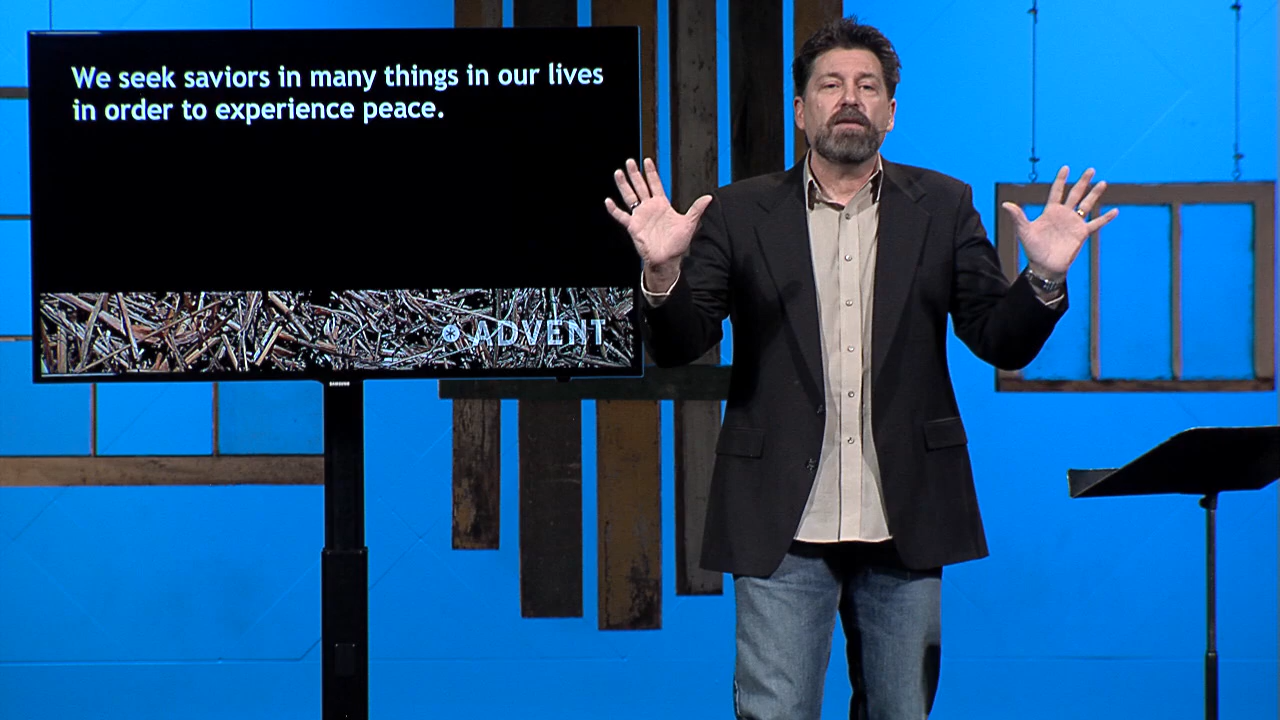 We seek saviors in many things in our lives
in order to experience peace.
ADVENT
SAMSUNG